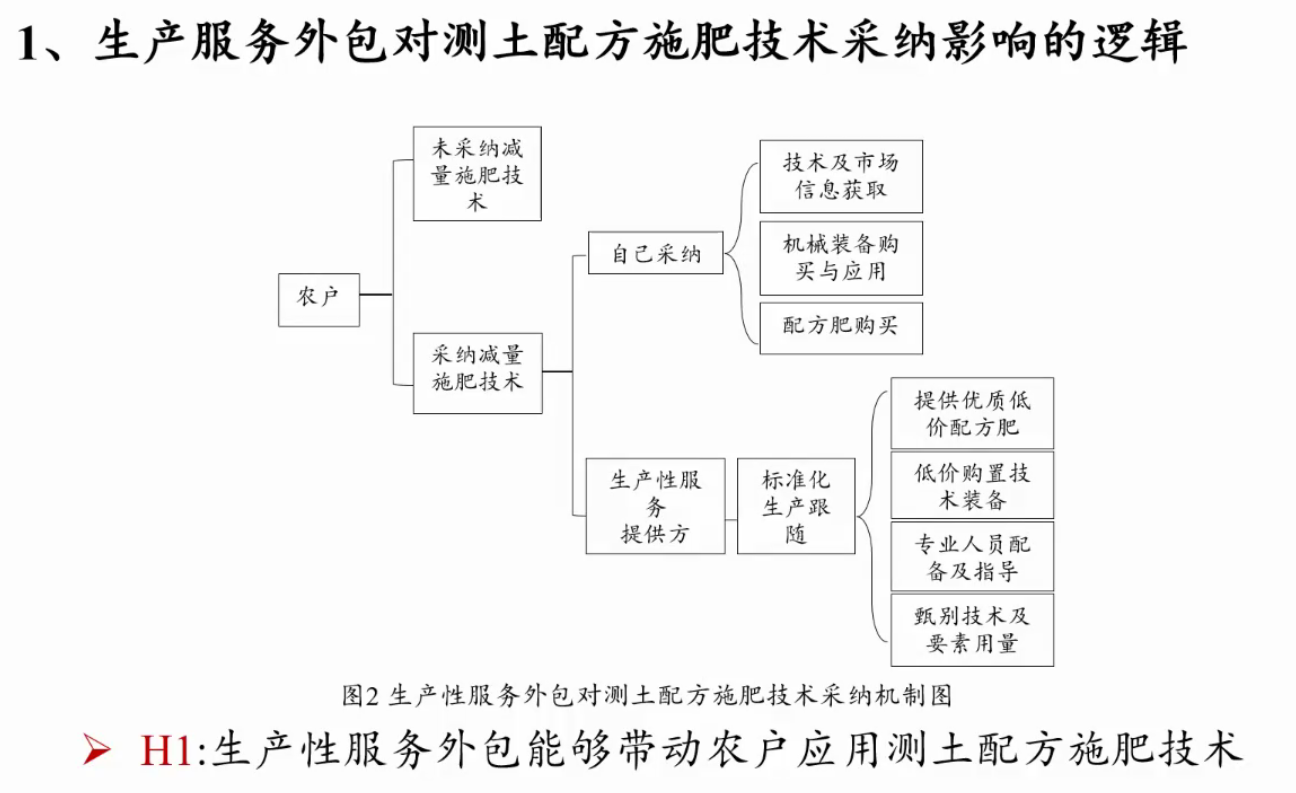 1、生产服务外包对测土配方施肥技术采纳影响的逻辑
未采纳减
量施肥技
术
农户
采纳减量
施肥技术
自己采纳
技术及市场
信息获取
机械装备购
买与应用
配方肥购买
生产性服
务
提供方
标准化
生产跟
随
提供优质低
价配方肥
低价购置技
术装备
专业人员配
备及指导
甄别技术及
要素用量
图2 生产性服务外包对测土配方施肥技术采纳机制图
➢ H1:生产性服务外包能够带动农户应用测土配方施肥技术